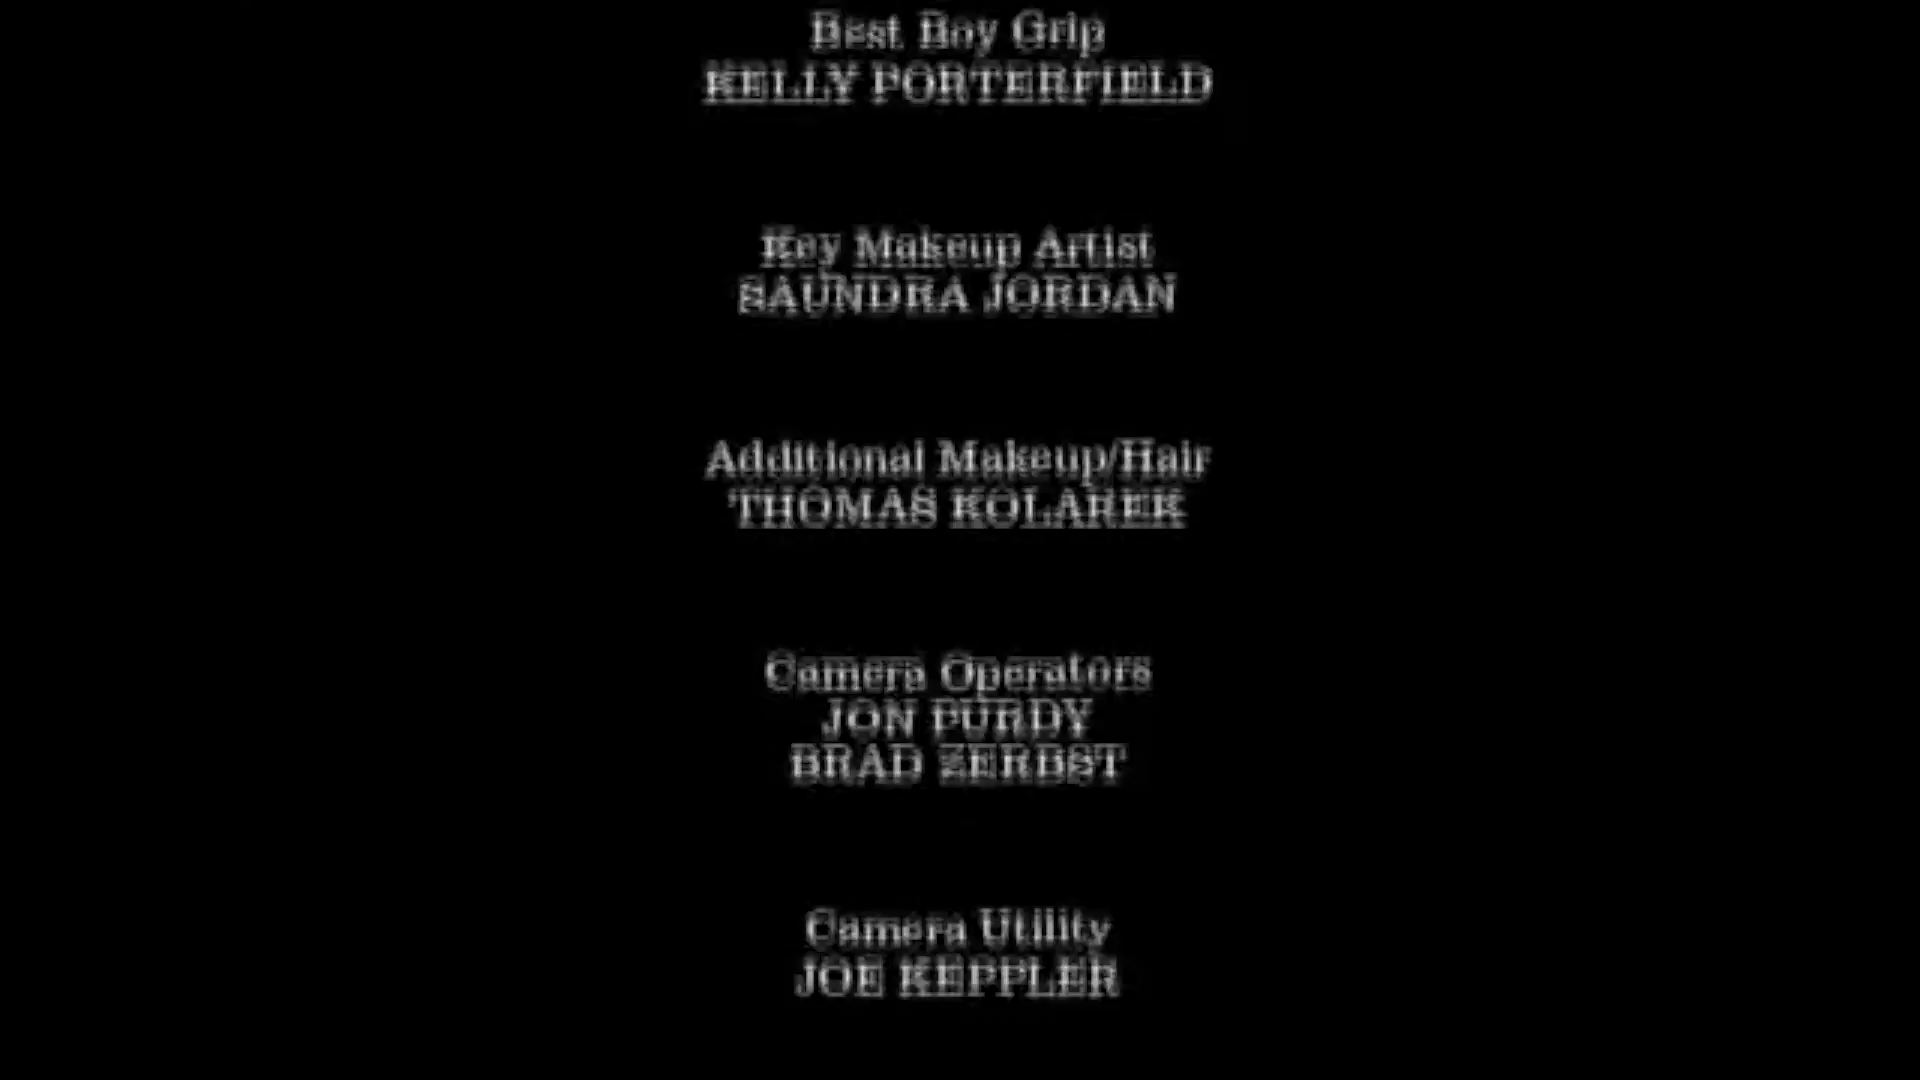 Best Boy Grip
KELLY PORTERFIELD
Key Makeup Artist
SAUNDRA JORDAN
Additional Makeup/Hair
THOMAS KOLAREK
Camera Operators
JON PURDY
BRAD ZERBST
Camera Utility
JOE KEPPLER